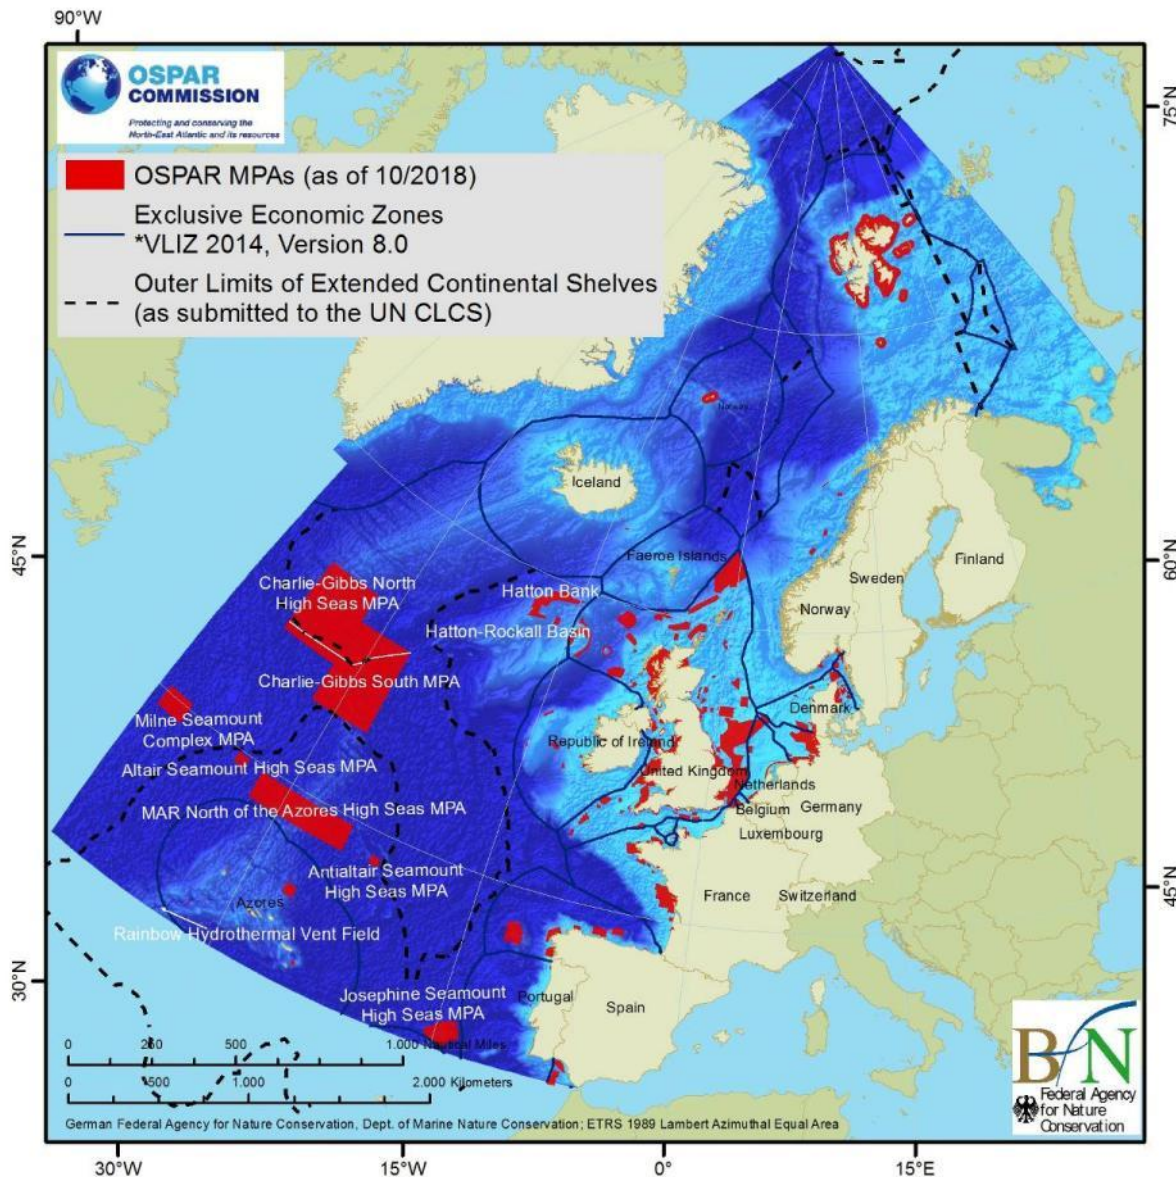 90°W
OSPAR
COMMISSION
Protecting and conserving the
North-East Atlantic and its resources
75°N
OSPAR MPAs (as of 10/2018)
Exclusive Economic Zones
*VLIZ 2014, Version 8.0
Outer Limits of Extended Continental Shelves
(as submitted to the UN CLCS)
Norway
Iceland
45°N
60°N
Faeroe Islands
Finland
Sweden
Norway
Charlie-Gibbs North
High Seas MPA
Hatton Bank
Hatton-Rockall Basin
Charlie-Gibbs South MPA
Denmark
Milne Seamount
Complex MPA
Republic of Ireland
Altair Seamount High Seas MPA
United Kingdom
Netherlands
MAR North of the Azores High Seas MPA
Belgium
Germany
Luxembourg
Antialtair Seamount
High Seas MPA
45°N
France
Switzerland
Azores
Rainbow Hydrothermal Vent Field
30°N
Josephine Seamount
High Seas MPA
Portugal
Spain
0 250 500 1.000 Nautical Miles
0 500 1.000 2.000 Kilometers
BfN
Federal Agency
for Nature
Conservation
German Federal Agency for Nature Conservation, Dept. of Marine Nature Conservation; ETRS 1989 Lambert Azimuthal Equal Area
30°W
15°W
0°
15°E